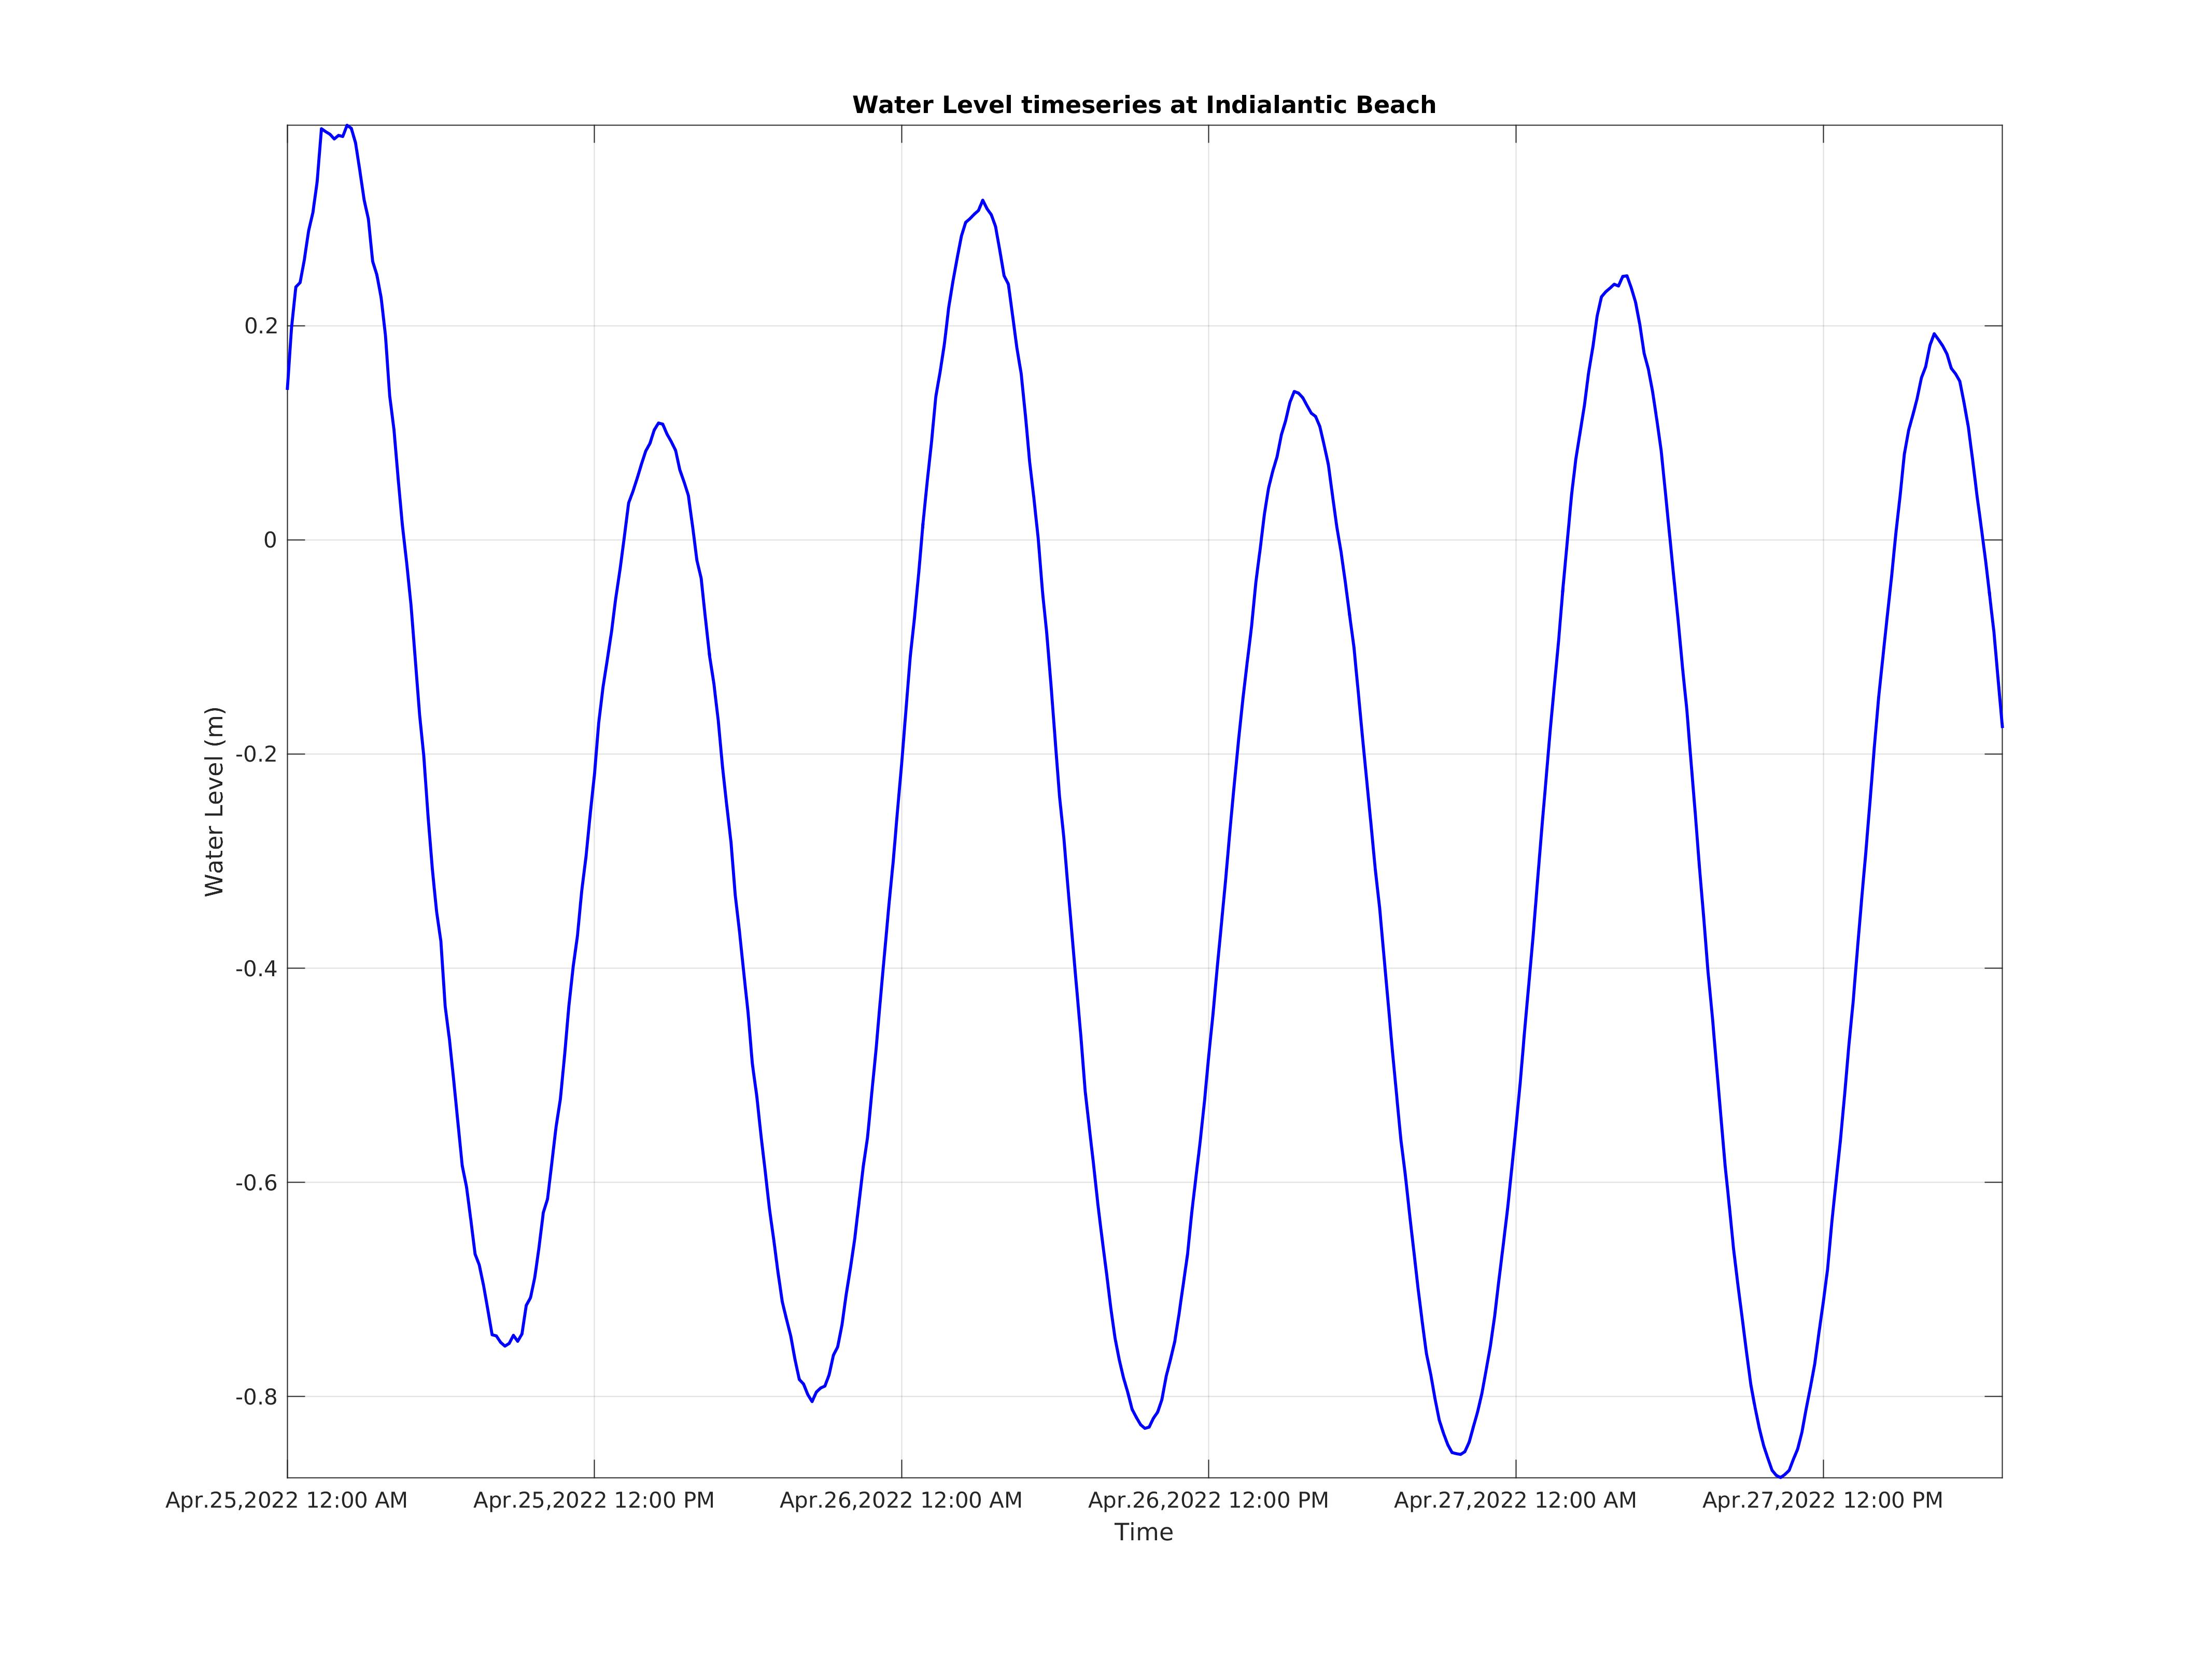 Water Level timeseries at Indialantic Beach
0.2
0
-0.2
-0.4
-0.6
-0.8
Water Level (m)
Apr.25,2022 12:00 AM
Apr.25,2022 12:00 PM
Apr.26,2022 12:00 AM
Apr.26,2022 12:00 PM
Apr.27,2022 12:00 AM
Apr.27,2022 12:00 PM
Time